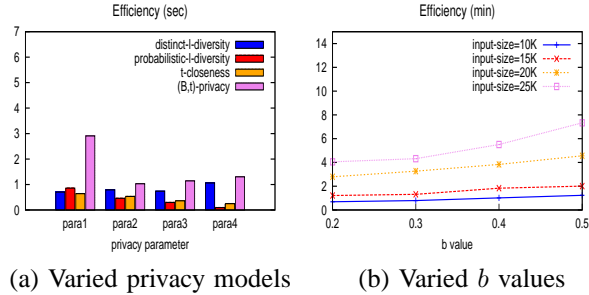 Efficiency (sec)
7
6
5
4
3
2
1
0
distinct-l-diversity
probabilistic-l-diversity
t-closeness
(B,t)-privacy
para1 para2 para3 para4
privacy parameter
(a) Varied privacy models
Efficiency (min)
14
12
10
8
6
4
2
0
input-size=10K
input-size=15K
input-size=20K
input-size=25K
0.2 0.3 0.4 0.5
b value
(b) Varied b values